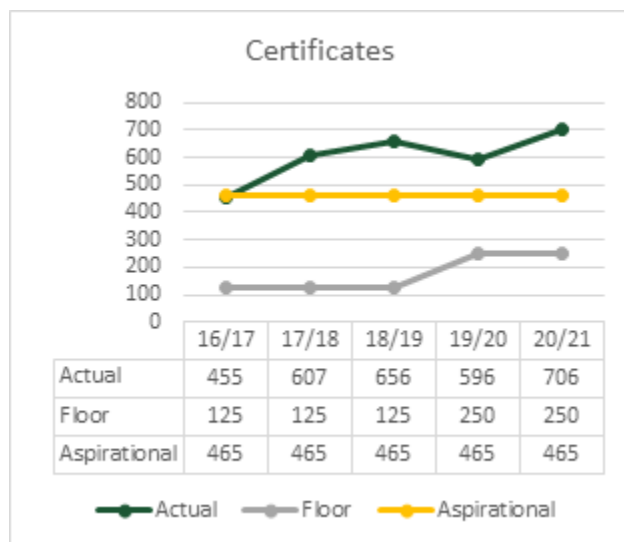 Certificates
800
700
600
500
400
300
200
100
0
16/17 17/18 18/19 19/20 20/21
Actual 455 607 656 596 706
Floor 125 125 125 250 250
Aspirational 465 465 465 465 465
Actual Floor Aspirational